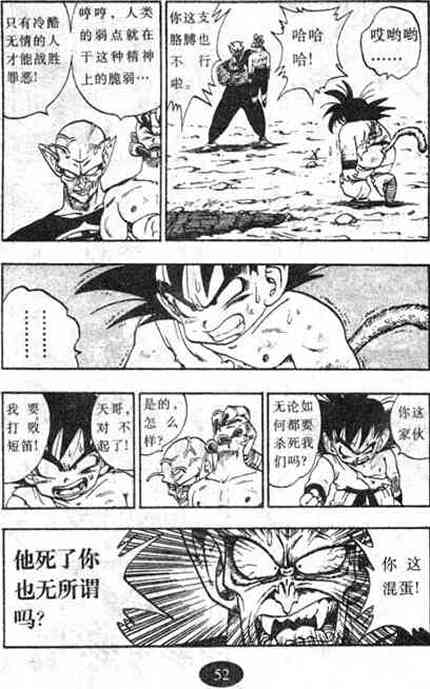 哎哟哟
……
哈哈
哈!
你这支
胳膊也
不行
啦。
哼哼，人类
的弱点就在
于这种精神
上的脆弱…
只有冷酷
无情的人
才能战胜
罪恶!
………
你这
家伙
无论如
何都要
杀死我
们吗?
是的，
怎么
样?
天哥，
对不
起了!
我要
打败
短笛!
你这
混蛋!
他死了你
也无所谓
吗?
52